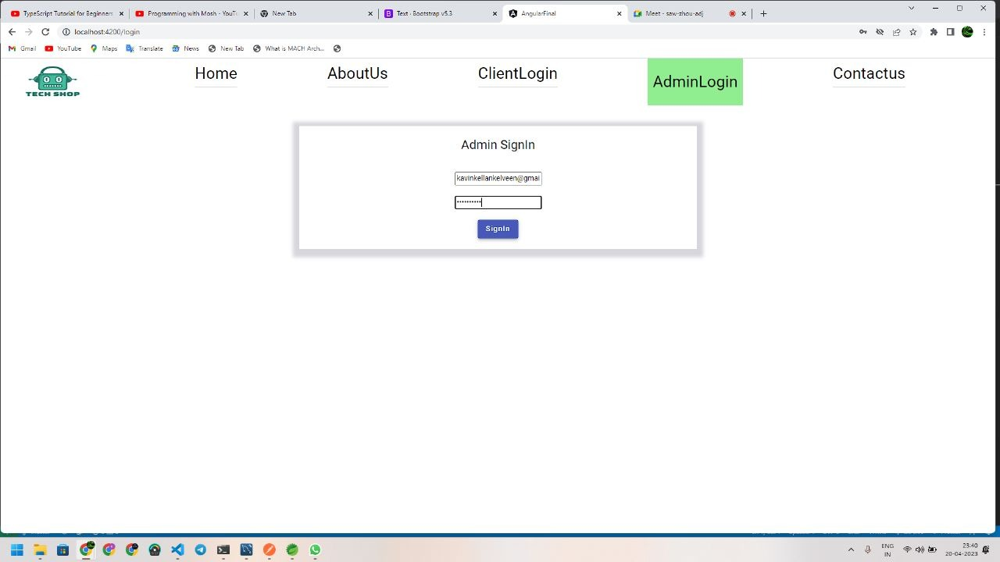 TypeScript Tutorial for Beginners
Programming with Mosh - YouTu
New Tab
Text · Bootstrap v5.3
AngularFinal
Meet - saw-zhou-adj
localhost:4200/login
Gmail
YouTube
Maps
Translate
News
New Tab
What is MACH Arch...
TECH SHOP
Home
AboutUs
ClientLogin
AdminLogin
Contactus
Admin SignIn
kavinkellankelveen@gmai
••••••••••
SignIn
ENG
IN
23:40
20-04-2023